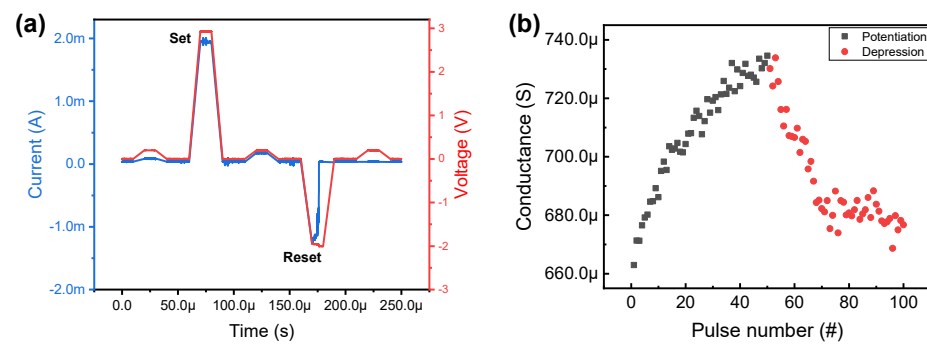 (a)
Set
Reset
Current (A)
2.0m
1.0m
0.0
-1.0m
-2.0m
Voltage (V)
3
2
1
0
-1
-2
-3
0.0 50.0µ 100.0µ 150.0µ 200.0µ 250.0µ
Time (s)
(b)
Potentiation
Depression
Conductance (S)
740.0µ
720.0µ
700.0µ
680.0µ
660.0µ
0 20 40 60 80 100
Pulse number (#)